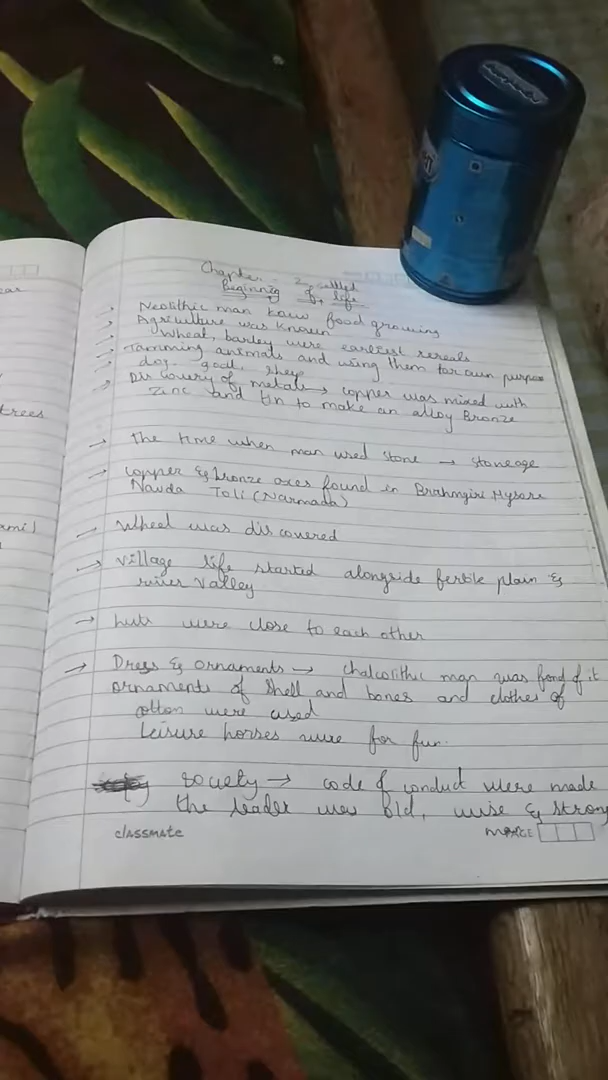 Chapter - 2
Beginning of settled life
→ Neolithic man know food growing
→ Agriculture was known
→ Wheat, barley were earliest cereals
→ Tamming animals and using them for own purpose
dog, goat, sheep
→ Discovery of metals → copper was mixed with
zinc and tin to make an alloy Bronze
→ The time when man used stone → stoneage
→ copper & bronze axes found in Brahmgiri Mysore
Navda Toli (Narmada)
→ Wheel was discovered
→ Village life started alongside fertile plain &
river valley
→ huts were close to each other
→ Dress & ornaments → chalcolithic man was fond of it
ornaments of shell and bones and clothes of
cotton were used
Leisure horses were for fun.
society → code of conduct were made
the leader was old, wise & strong
classmate
PAGE
trees